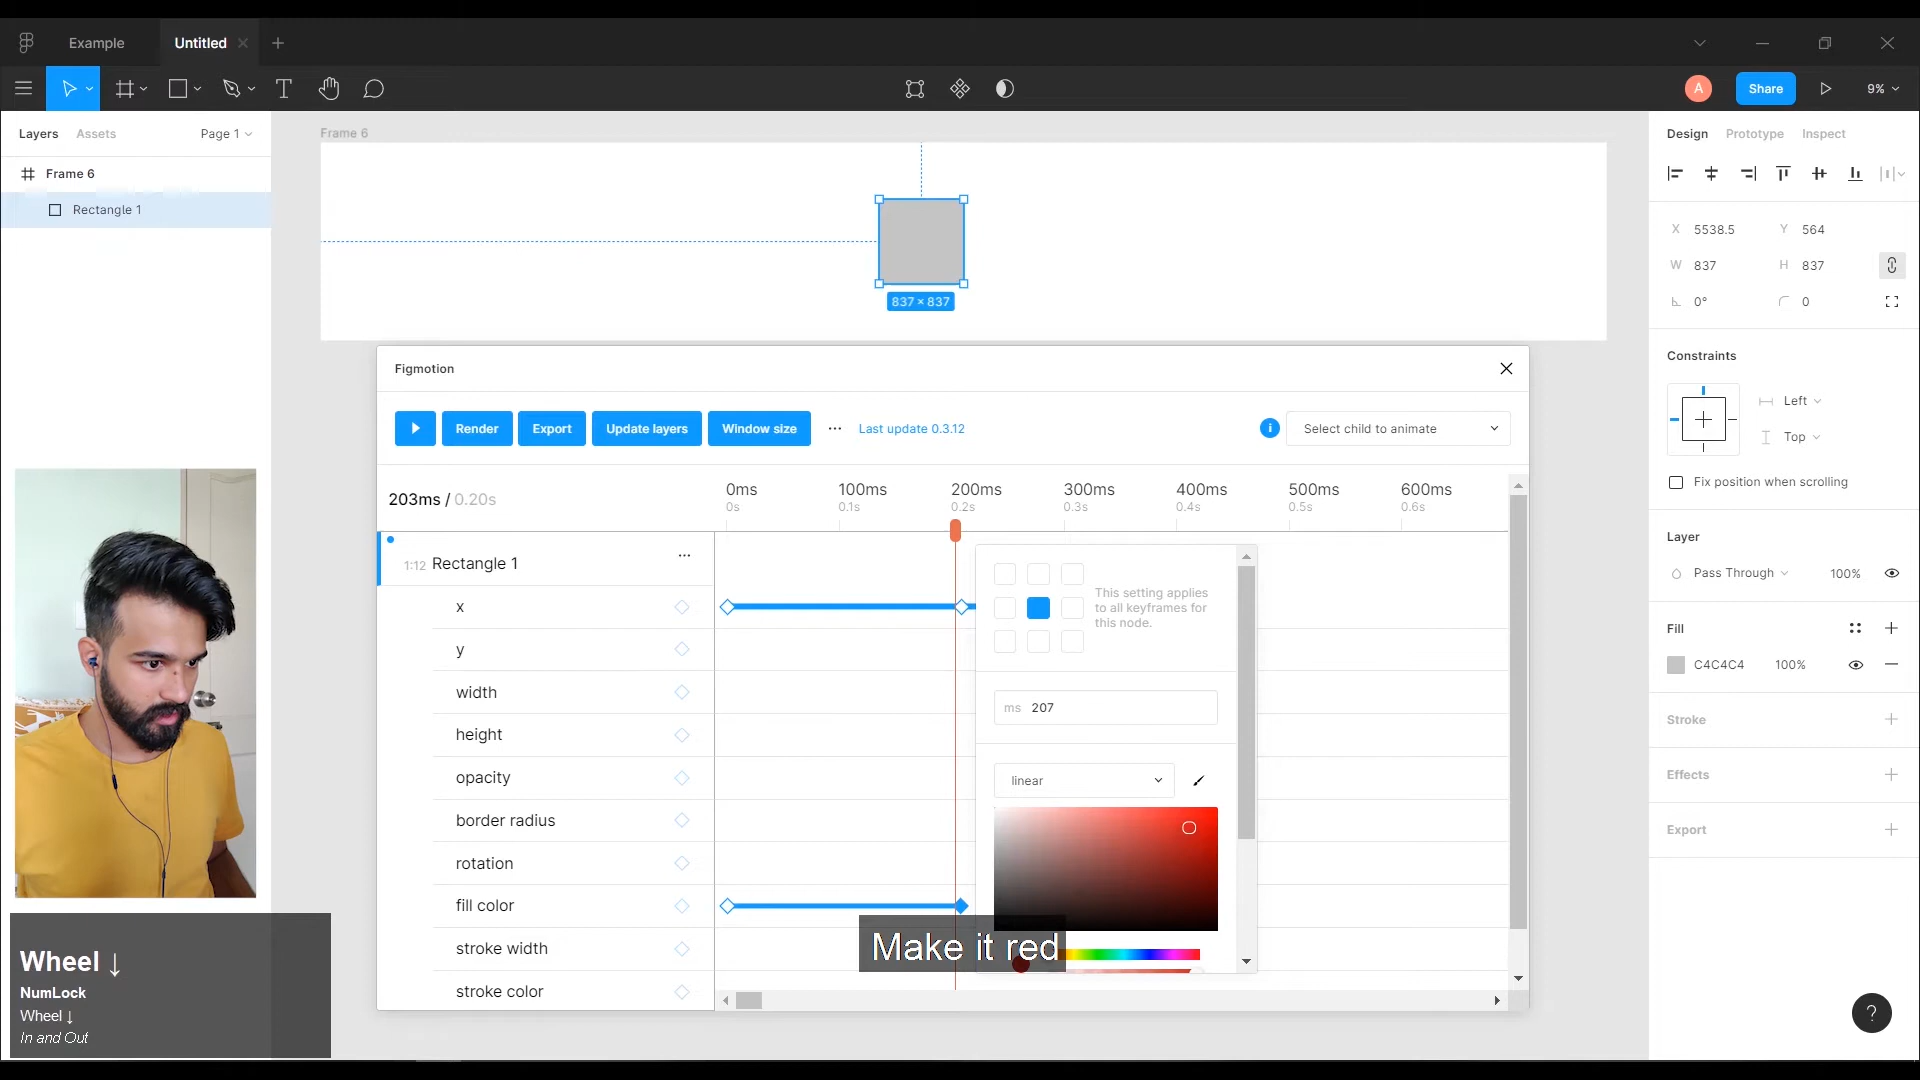 Example
Untitled
Share
A
9%
Layers
Assets
Page 1
Frame 6
Rectangle 1
Frame 6
837 × 837
Design
Prototype
Inspect
X 5538.5
Y 564
W 837
H 837
0°
0
Constraints
Left
Top
Fix position when scrolling
Layer
Pass Through
100%
Fill
C4C4C4
100%
Stroke
Effects
Export
?
Figmotion
Render
Export
Update layers
Window size
Last update 0.3.12
i
Select child to animate
203ms / 0.20s
0ms
100ms
200ms
300ms
400ms
500ms
600ms
0s
0.1s
0.2s
0.3s
0.4s
0.5s
0.6s
1:12 Rectangle 1
x
y
width
height
opacity
border radius
rotation
fill color
stroke width
stroke color
This setting applies
to all keyframes for
this node.
ms 207
linear
Make it red
Wheel ↓
NumLock
Wheel ↓
In and Out